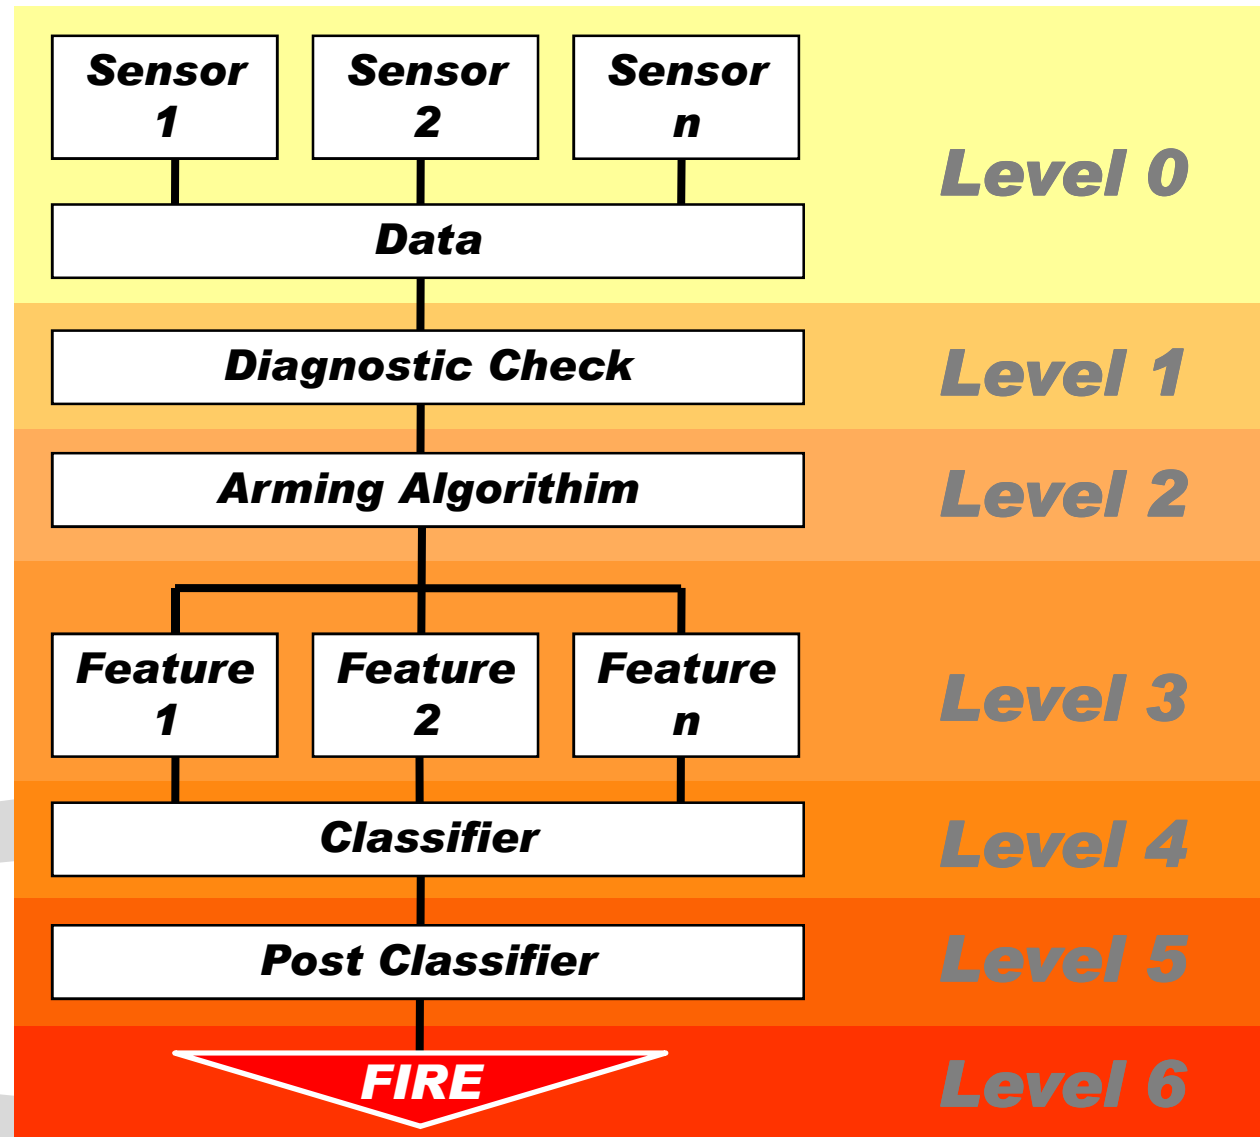 Sensor
1
Sensor
2
Sensor
n
Level 0
Data
Diagnostic Check
Level 1
Arming Algorithim
Level 2
Feature
1
Feature
2
Feature
n
Level 3
Classifier
Level 4
Post Classifier
Level 5
FIRE
Level 6